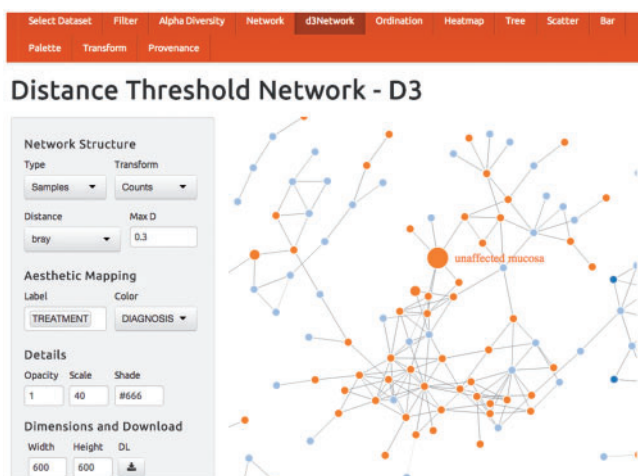 Select Dataset Filter Alpha Diversity Network d3Network Ordination Heatmap Tree Scatter Bar
Palette Transform Provenance
Distance Threshold Network - D3
Network Structure
Type Transform
Samples Counts
Distance Max D
bray 0.3
Aesthetic Mapping
Label Color
TREATMENT DIAGNOSIS
Details
Opacity Scale Shade
1 40 #666
Dimensions and Download
Width Height DL
600 600
unaffected mucosa